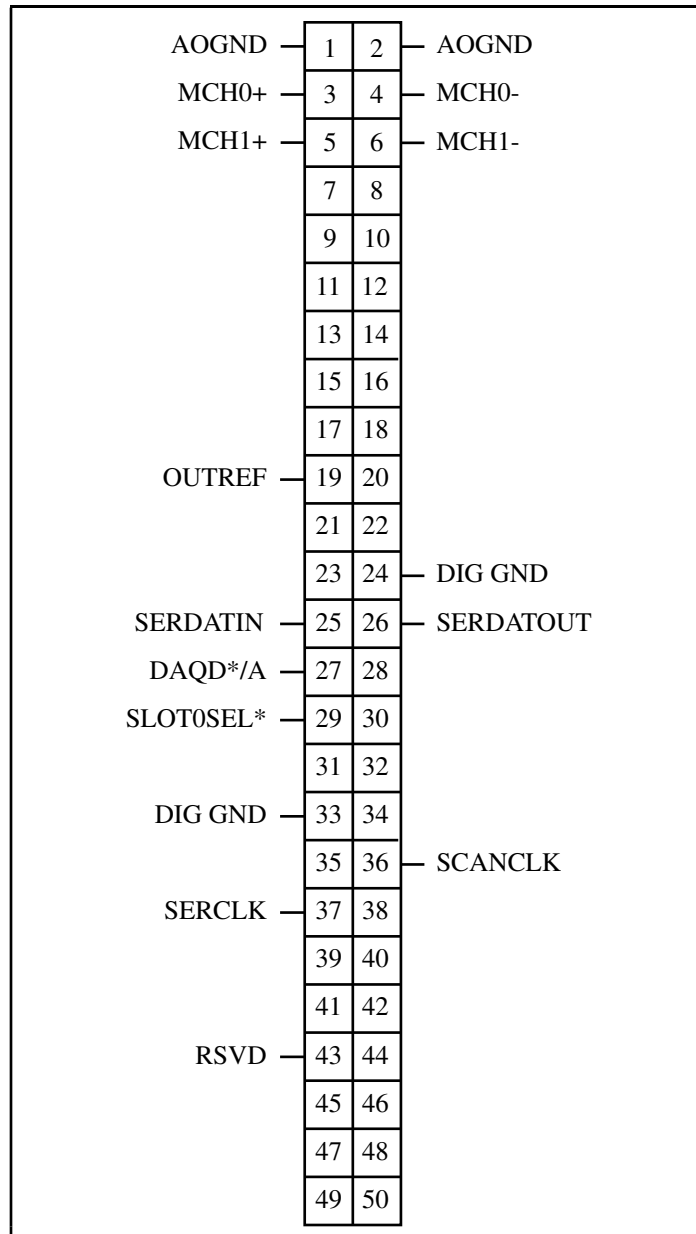 AOGND 1 2 AOGND
MCH0+ 3 4 MCH0-
MCH1+ 5 6 MCH1-
7 8
9 10
11 12
13 14
15 16
17 18
OUTREF 19 20
21 22
23 24 DIG GND
SERDATIN 25 26 SERDATOUT
DAQD*/A 27 28
SLOT0SEL* 29 30
31 32
DIG GND 33 34
35 36 SCANCLK
SERCLK 37 38
39 40
41 42
RSVD 43 44
45 46
47 48
49 50